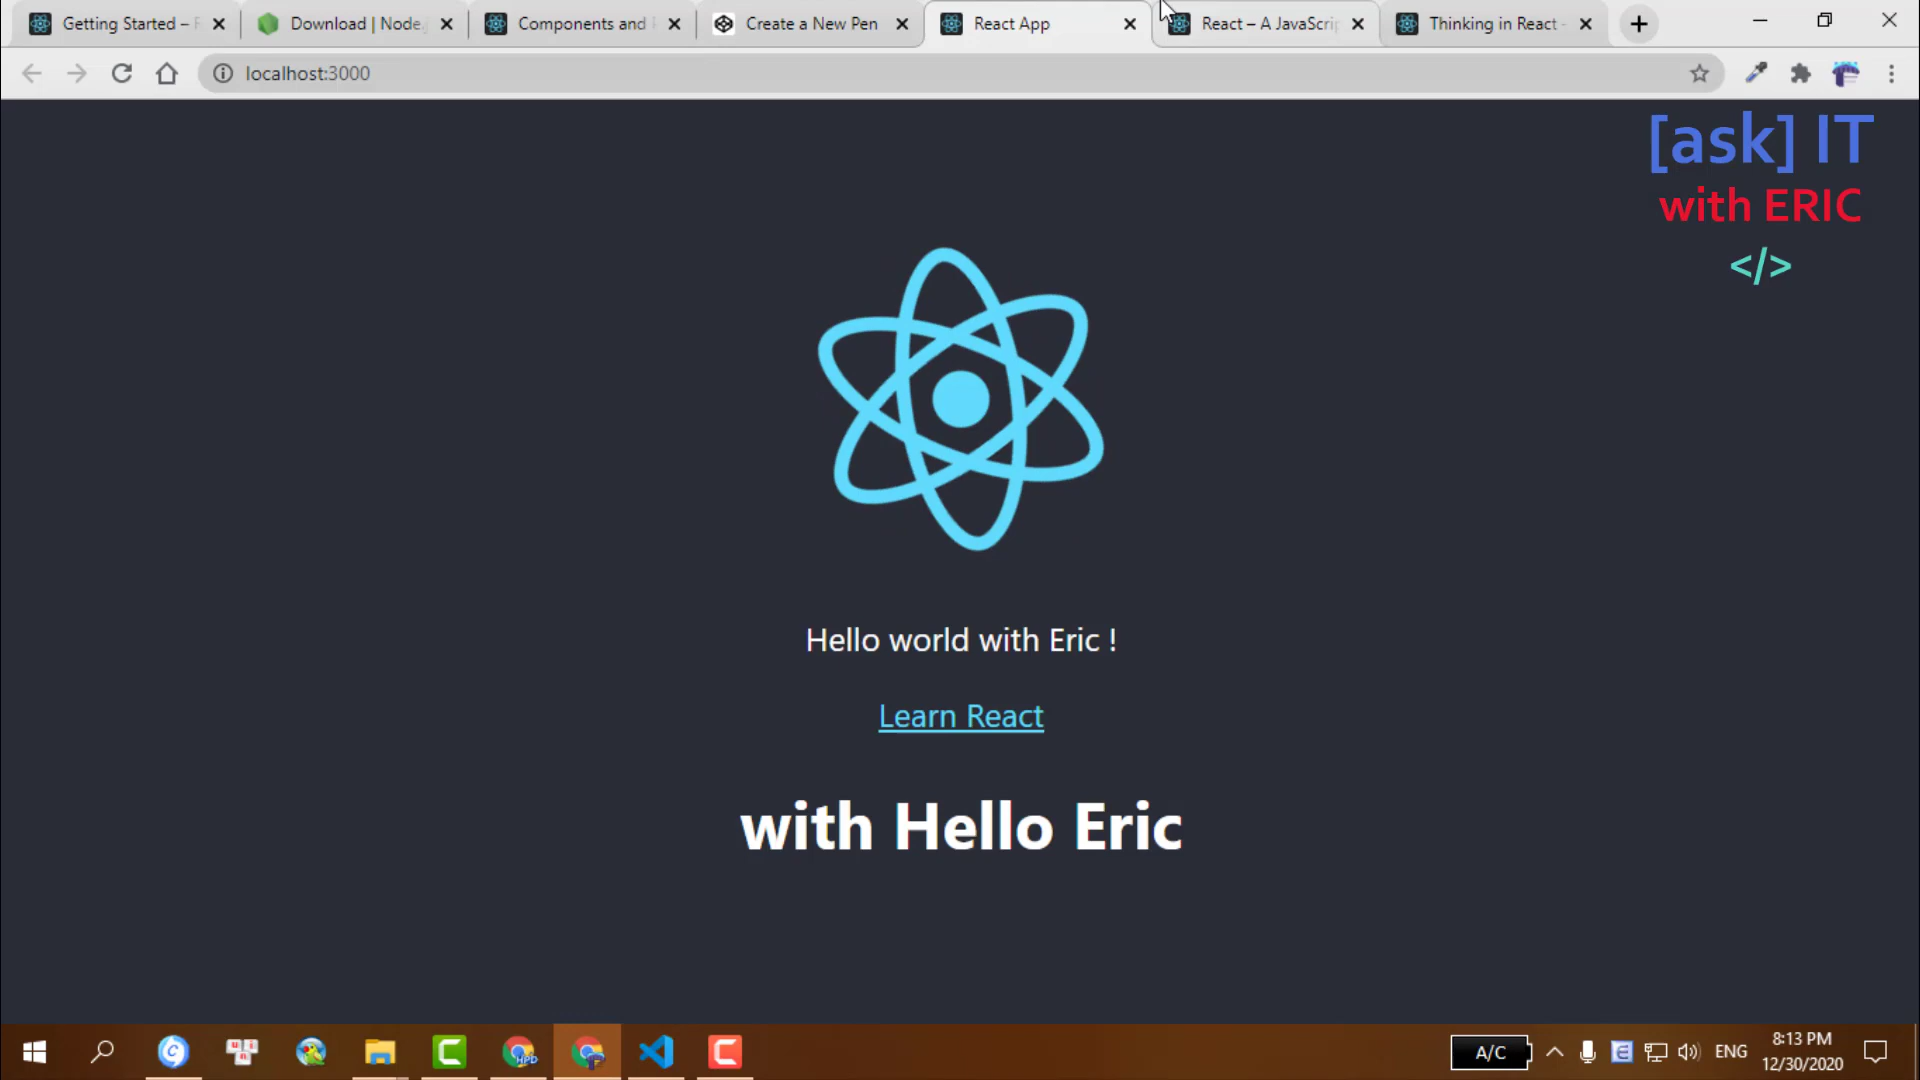 Getting Started –
Download | Node.
Components and
Create a New Pen
React App
React – A JavaScrip
Thinking in React -
localhost:3000
[ask] IT
with ERIC
</>
Hello world with Eric !
Learn React
with Hello Eric
A/C
ENG
8:13 PM
12/30/2020